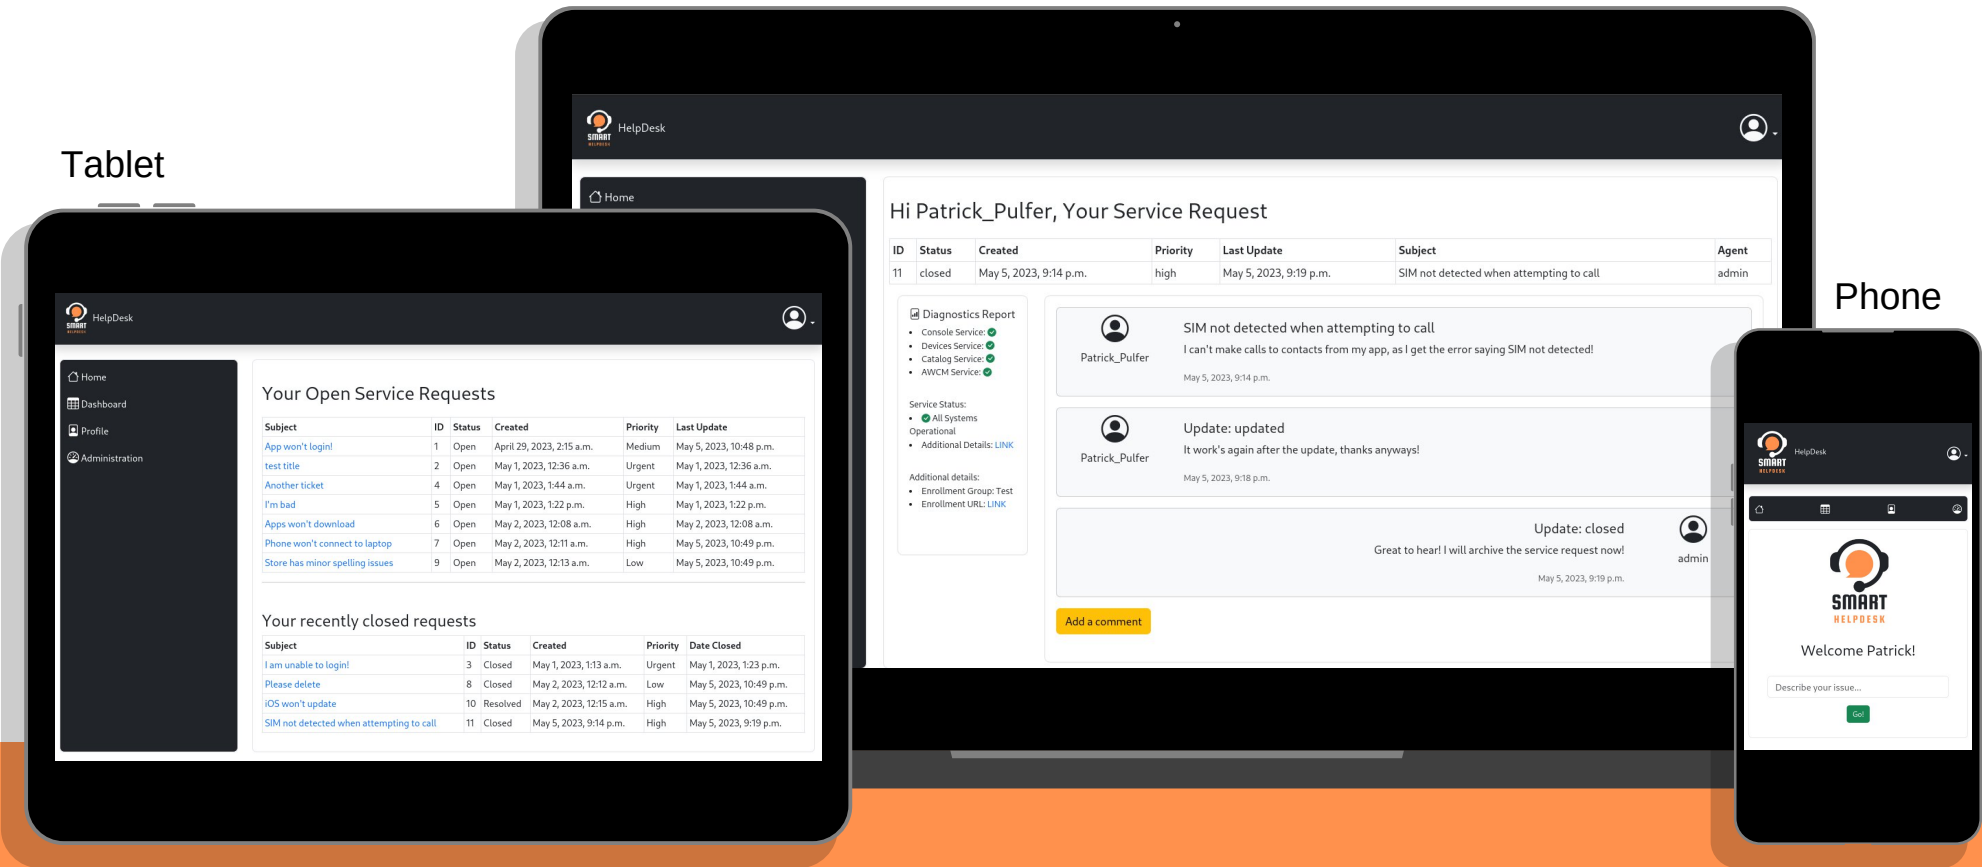 Tablet
SMART
HELPDESK
HelpDesk
Home
Dashboard
Profile
Administration
Your Open Service Requests
Subject ID Status Created Priority Last Update
App won't login! 1 Open April 29, 2023, 2:15 a.m. Medium May 5, 2023, 10:48 p.m.
test title 2 Open May 1, 2023, 12:36 a.m. Urgent May 1, 2023, 12:36 a.m.
Another ticket 4 Open May 1, 2023, 1:44 a.m. Urgent May 1, 2023, 1:44 a.m.
I'm bad 5 Open May 1, 2023, 1:22 p.m. High May 1, 2023, 1:22 p.m.
Apps won't download 6 Open May 2, 2023, 12:08 a.m. High May 2, 2023, 12:08 a.m.
Phone won't connect to laptop 7 Open May 2, 2023, 12:11 a.m. High May 5, 2023, 10:49 p.m.
Store has minor spelling issues 9 Open May 2, 2023, 12:13 a.m. Low May 5, 2023, 10:49 p.m.
Your recently closed requests
Subject ID Status Created Priority Date Closed
I am unable to login! 3 Closed May 1, 2023, 1:13 a.m. Urgent May 1, 2023, 1:23 p.m.
Please delete 8 Closed May 2, 2023, 12:12 a.m. Low May 5, 2023, 10:49 p.m.
iOS won't update 10 Resolved May 2, 2023, 12:15 a.m. High May 5, 2023, 10:49 p.m.
SIM not detected when attempting to call 11 Closed May 5, 2023, 9:14 p.m. High May 5, 2023, 9:19 p.m.
SMART
HELPDESK
HelpDesk
Home
Hi Patrick_Pulfer, Your Service Request
ID Status Created Priority Last Update Subject Agent
11 closed May 5, 2023, 9:14 p.m. high May 5, 2023, 9:19 p.m. SIM not detected when attempting to call admin
Diagnostics Report
Console Service:
Devices Service:
Catalog Service:
AWCM Service:
Service Status:
All Systems
Operational
Additional Details: LINK
Additional details:
Enrollment Group: Test
Enrollment URL: LINK
Patrick_Pulfer
SIM not detected when attempting to call
I can't make calls to contacts from my app, as I get the error saying SIM not detected!
May 5, 2023, 9:14 p.m.
Patrick_Pulfer
Update: updated
It work's again after the update, thanks anyways!
May 5, 2023, 9:18 p.m.
Update: closed
Great to hear! I will archive the service request now!
May 5, 2023, 9:19 p.m.
admin
Add a comment
Phone
SMART
HELPDESK
HelpDesk
SMART
HELPDESK
Welcome Patrick!
Describe your issue...
Go!